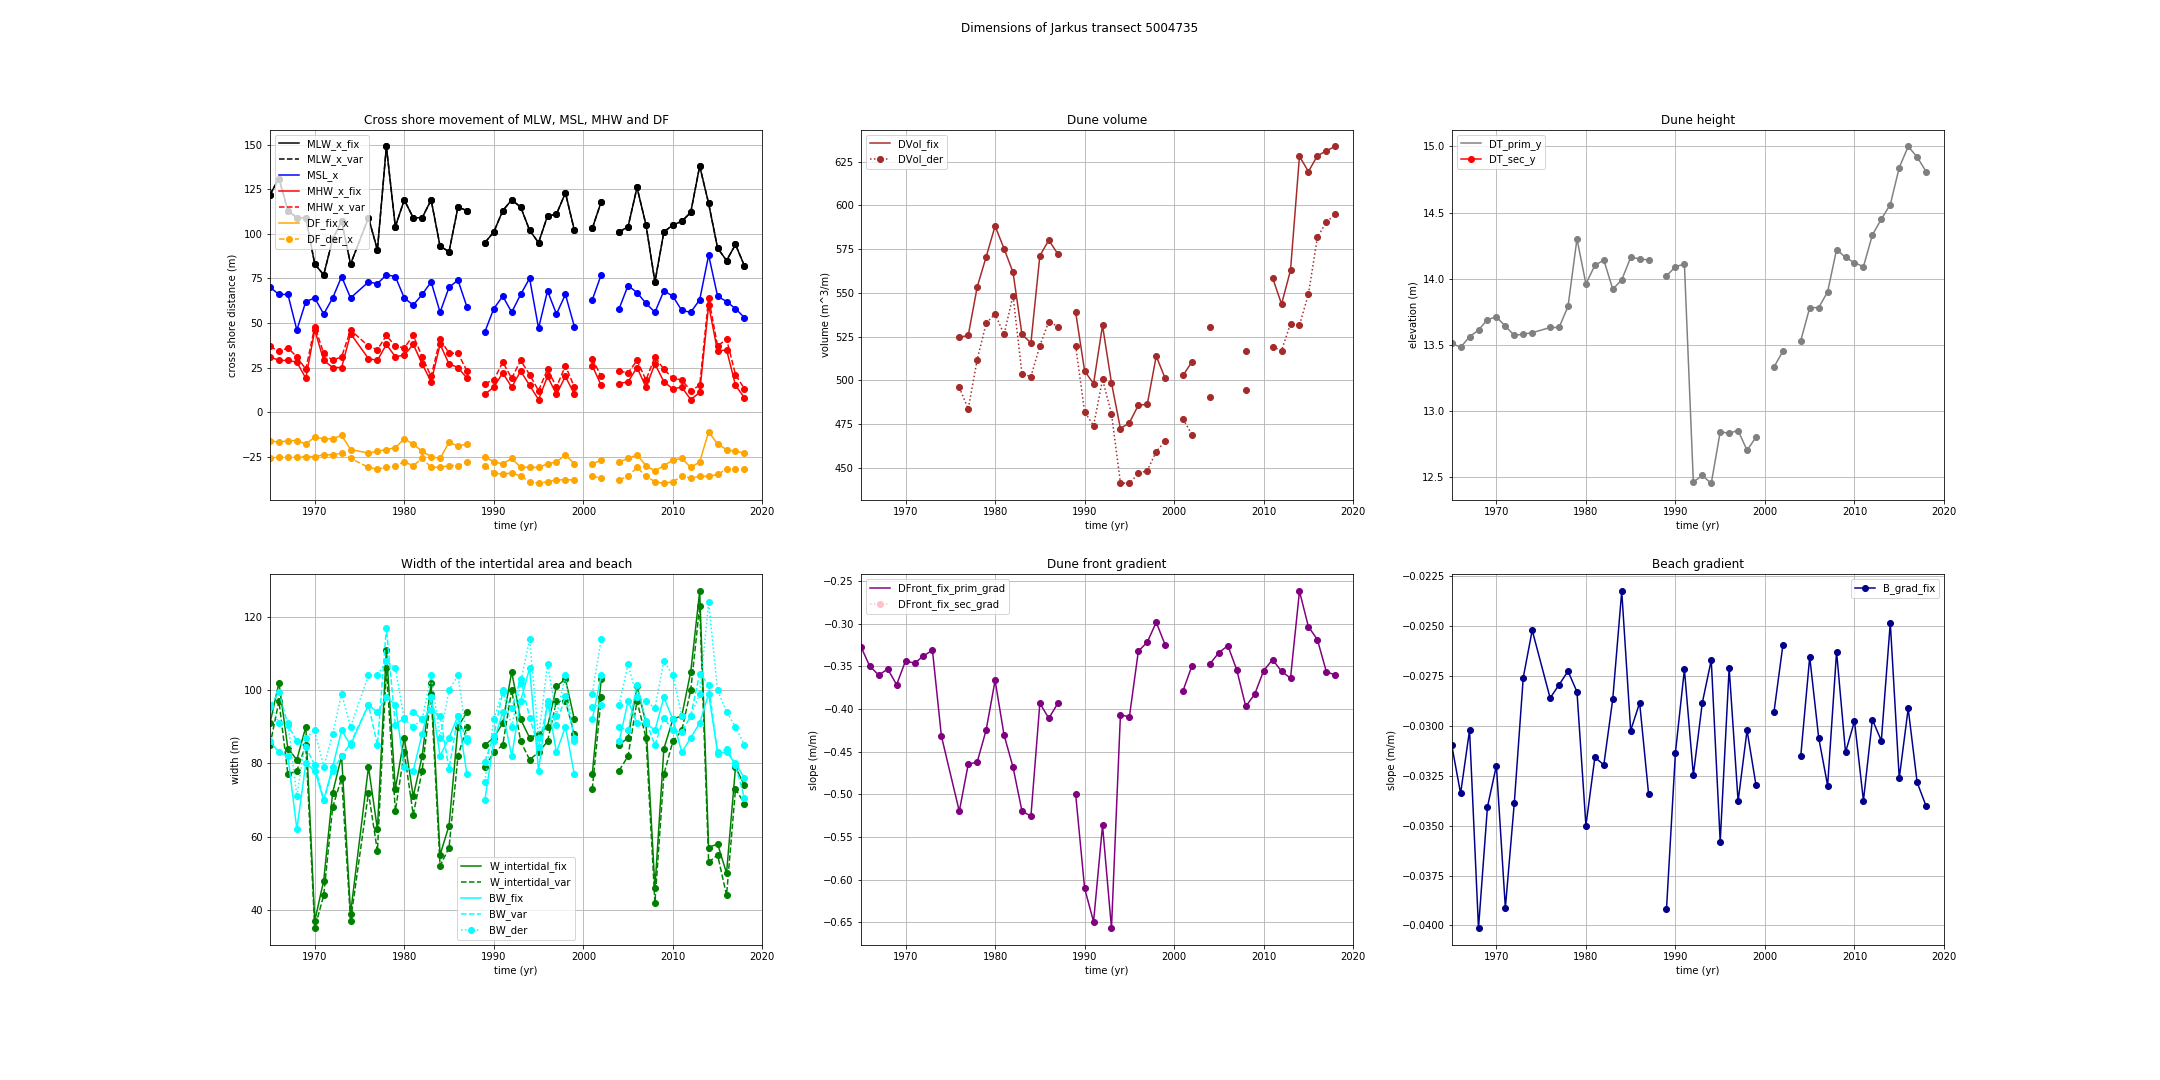 Dimensions of Jarkus transect 5004735
Cross shore movement of MLW, MSL, MHW and DF
150
125
100
75
50
25
0
−25
cross shore distance (m)
MLW_x_fix
MLW_x_var
MSL_x
MHW_x_fix
MHW_x_var
DF_fix_x
DF_der_x
1970
1980
1990
2000
2010
2020
time (yr)
Dune volume
625
600
575
550
525
500
475
450
volume (m^3/m)
DVol_fix
DVol_der
1970
1980
1990
2000
2010
2020
time (yr)
Dune height
15.0
14.5
14.0
13.5
13.0
12.5
elevation (m)
DT_prim_y
DT_sec_y
1970
1980
1990
2000
2010
2020
time (yr)
Width of the intertidal area and beach
120
100
80
60
40
width (m)
W_intertidal_fix
W_intertidal_var
BW_fix
BW_var
BW_der
1970
1980
1990
2000
2010
2020
time (yr)
Dune front gradient
−0.25
−0.30
−0.35
−0.40
−0.45
−0.50
−0.55
−0.60
−0.65
slope (m/m)
DFront_fix_prim_grad
DFront_fix_sec_grad
1970
1980
1990
2000
2010
2020
time (yr)
Beach gradient
−0.0225
−0.0250
−0.0275
−0.0300
−0.0325
−0.0350
−0.0375
−0.0400
slope (m/m)
B_grad_fix
1970
1980
1990
2000
2010
2020
time (yr)